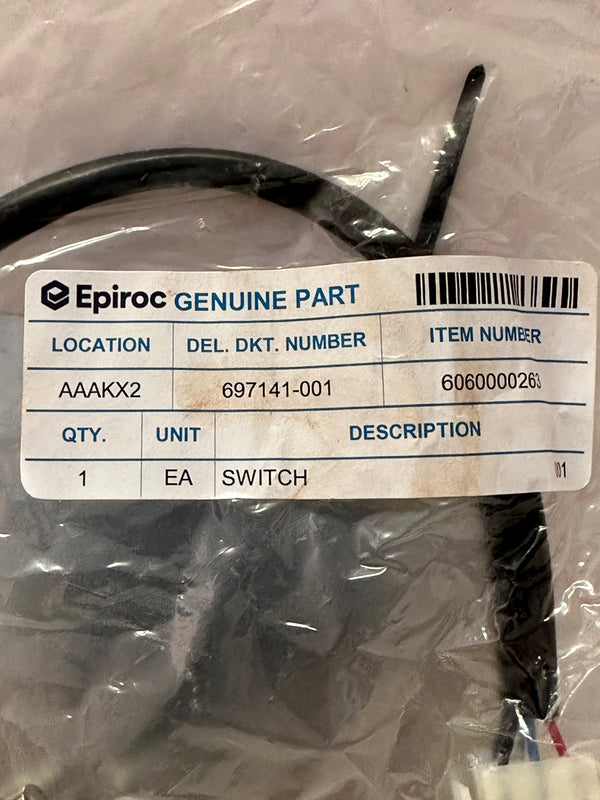 Epiroc GENUINE PART
LOCATION DEL. DKT. NUMBER ITEM NUMBER
AAAKX2 697141-001 6060000263
QTY. UNIT DESCRIPTION
1 EA SWITCH